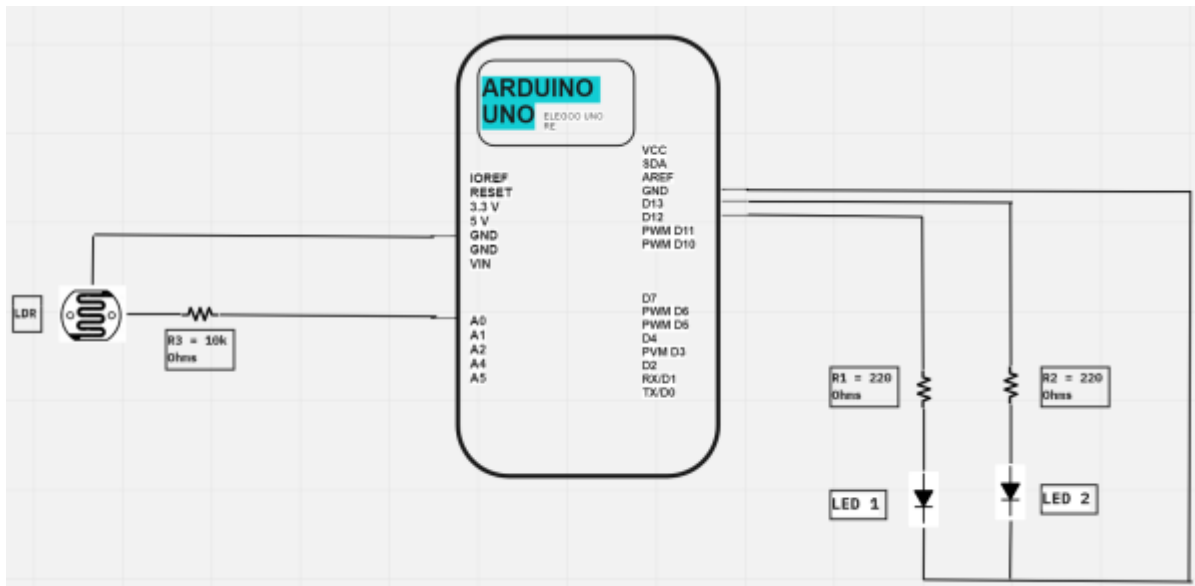 ARDUINO
UNO
ELEGOO UNO
RE
VCC
SDA
AREF
GND
D13
D12
PWM D11
PWM D10
IOREF
RESET
3.3 V
5 V
GND
GND
VIN
LDR
R3 = 10k
Ohms
A0
A1
A2
A4
A5
D7
PWM D6
PWM D5
D4
PVM D3
D2
RX/D1
TX/D0
R1 = 220
Ohms
R2 = 220
Ohms
LED 1
LED 2